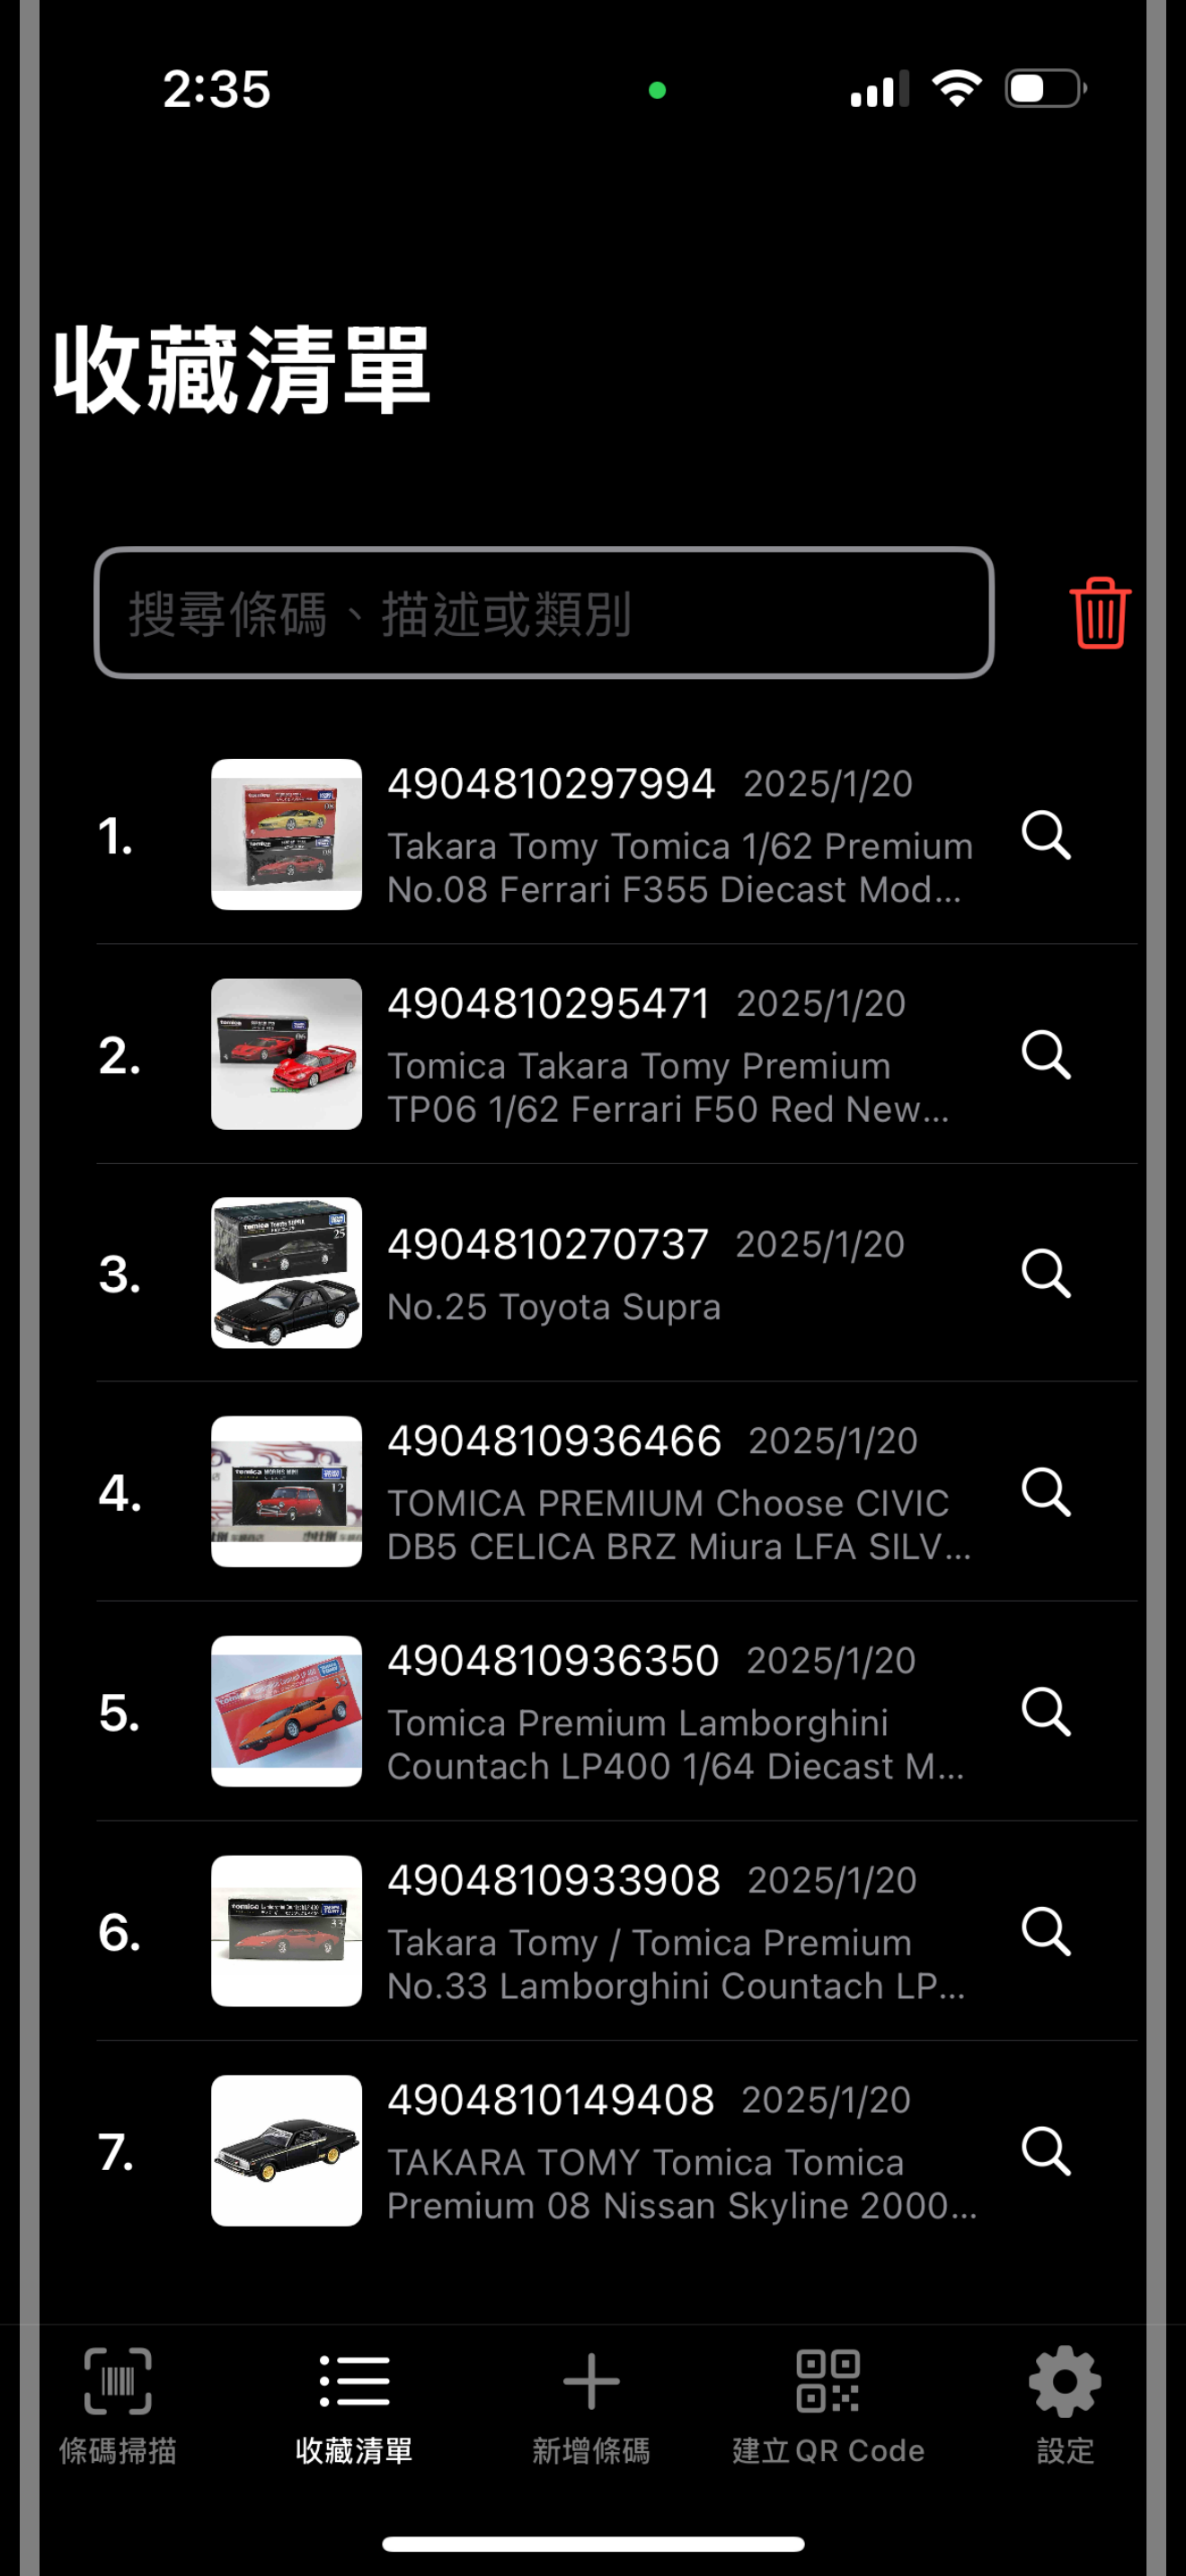 2:35
收藏清單
搜尋條碼、描述或類別
1.
4904810297994 2025/1/20
Takara Tomy Tomica 1/62 Premium
No.08 Ferrari F355 Diecast Mod...
2.
4904810295471 2025/1/20
Tomica Takara Tomy Premium
TP06 1/62 Ferrari F50 Red New...
3.
4904810270737 2025/1/20
No.25 Toyota Supra
4.
4904810936466 2025/1/20
TOMICA PREMIUM Choose CIVIC
DB5 CELICA BRZ Miura LFA SILV...
5.
4904810936350 2025/1/20
Tomica Premium Lamborghini
Countach LP400 1/64 Diecast M...
6.
4904810933908 2025/1/20
Takara Tomy / Tomica Premium
No.33 Lamborghini Countach LP...
7.
4904810149408 2025/1/20
TAKARA TOMY Tomica Tomica
Premium 08 Nissan Skyline 2000...
條碼掃描 收藏清單 新增條碼 建立QR Code 設定